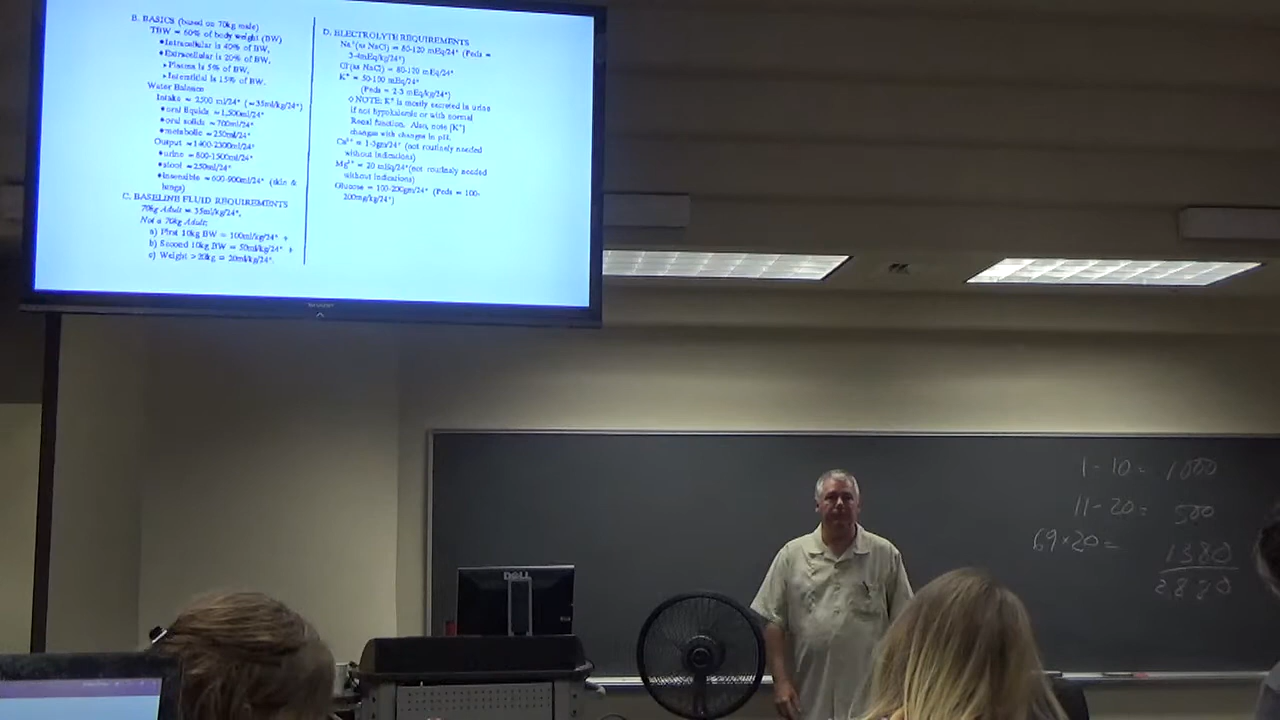 B. BASICS (based on 70kg male)
TBW = 60% of body weight (BW)
•Intracellular is 40% of BW,
•Extracellular is 20% of BW,
▸Plasma is 5% of BW,
▸Interstitial is 15% of BW.
Water Balance
Intake ≈ 2500 ml/24° (≈35ml/kg/24°)
•oral liquids ≈1,500ml/24°
•oral solids ≈700ml/24°
•metabolic ≈250ml/24°
Output ≈1400-2300ml/24°
•urine ≈800-1500ml/24°
•stool ≈250ml/24°
•insensible ≈600-900ml/24° (skin &
lungs)
C. BASELINE FLUID REQUIREMENTS
70kg Adult = 35ml/kg/24°,
Not a 70kg Adult;
a) First 10kg BW = 100ml/kg/24° +
b) Second 10kg BW = 50ml/kg/24° +
c) Weight >20kg = 20ml/kg/24°.
D. ELECTROLYTE REQUIREMENTS
Na⁺(as NaCl) = 80-120 mEq/24° (Peds =
3-4mEq/kg/24°)
Cl⁻(as NaCl) = 80-120 mEq/24°
K⁺ = 50-100 mEq/24°
(Peds = 2-3 mEq/kg/24°)
◊NOTE: K⁺ is mostly excreted in urine
if not hypokalemic or with normal
Renal function. Also, note [K⁺]
changes with changes in pH.
Ca²⁺ = 1-3gm/24° (not routinely needed
without indications)
Mg²⁺ = 20 mEq/24°(not routinely needed
without indications)
Glucose = 100-200gm/24° (Peds = 100-
200mg/kg/24°)
SHARP
DELL
1-10= 1000
11-20= 500
69×20= 1380